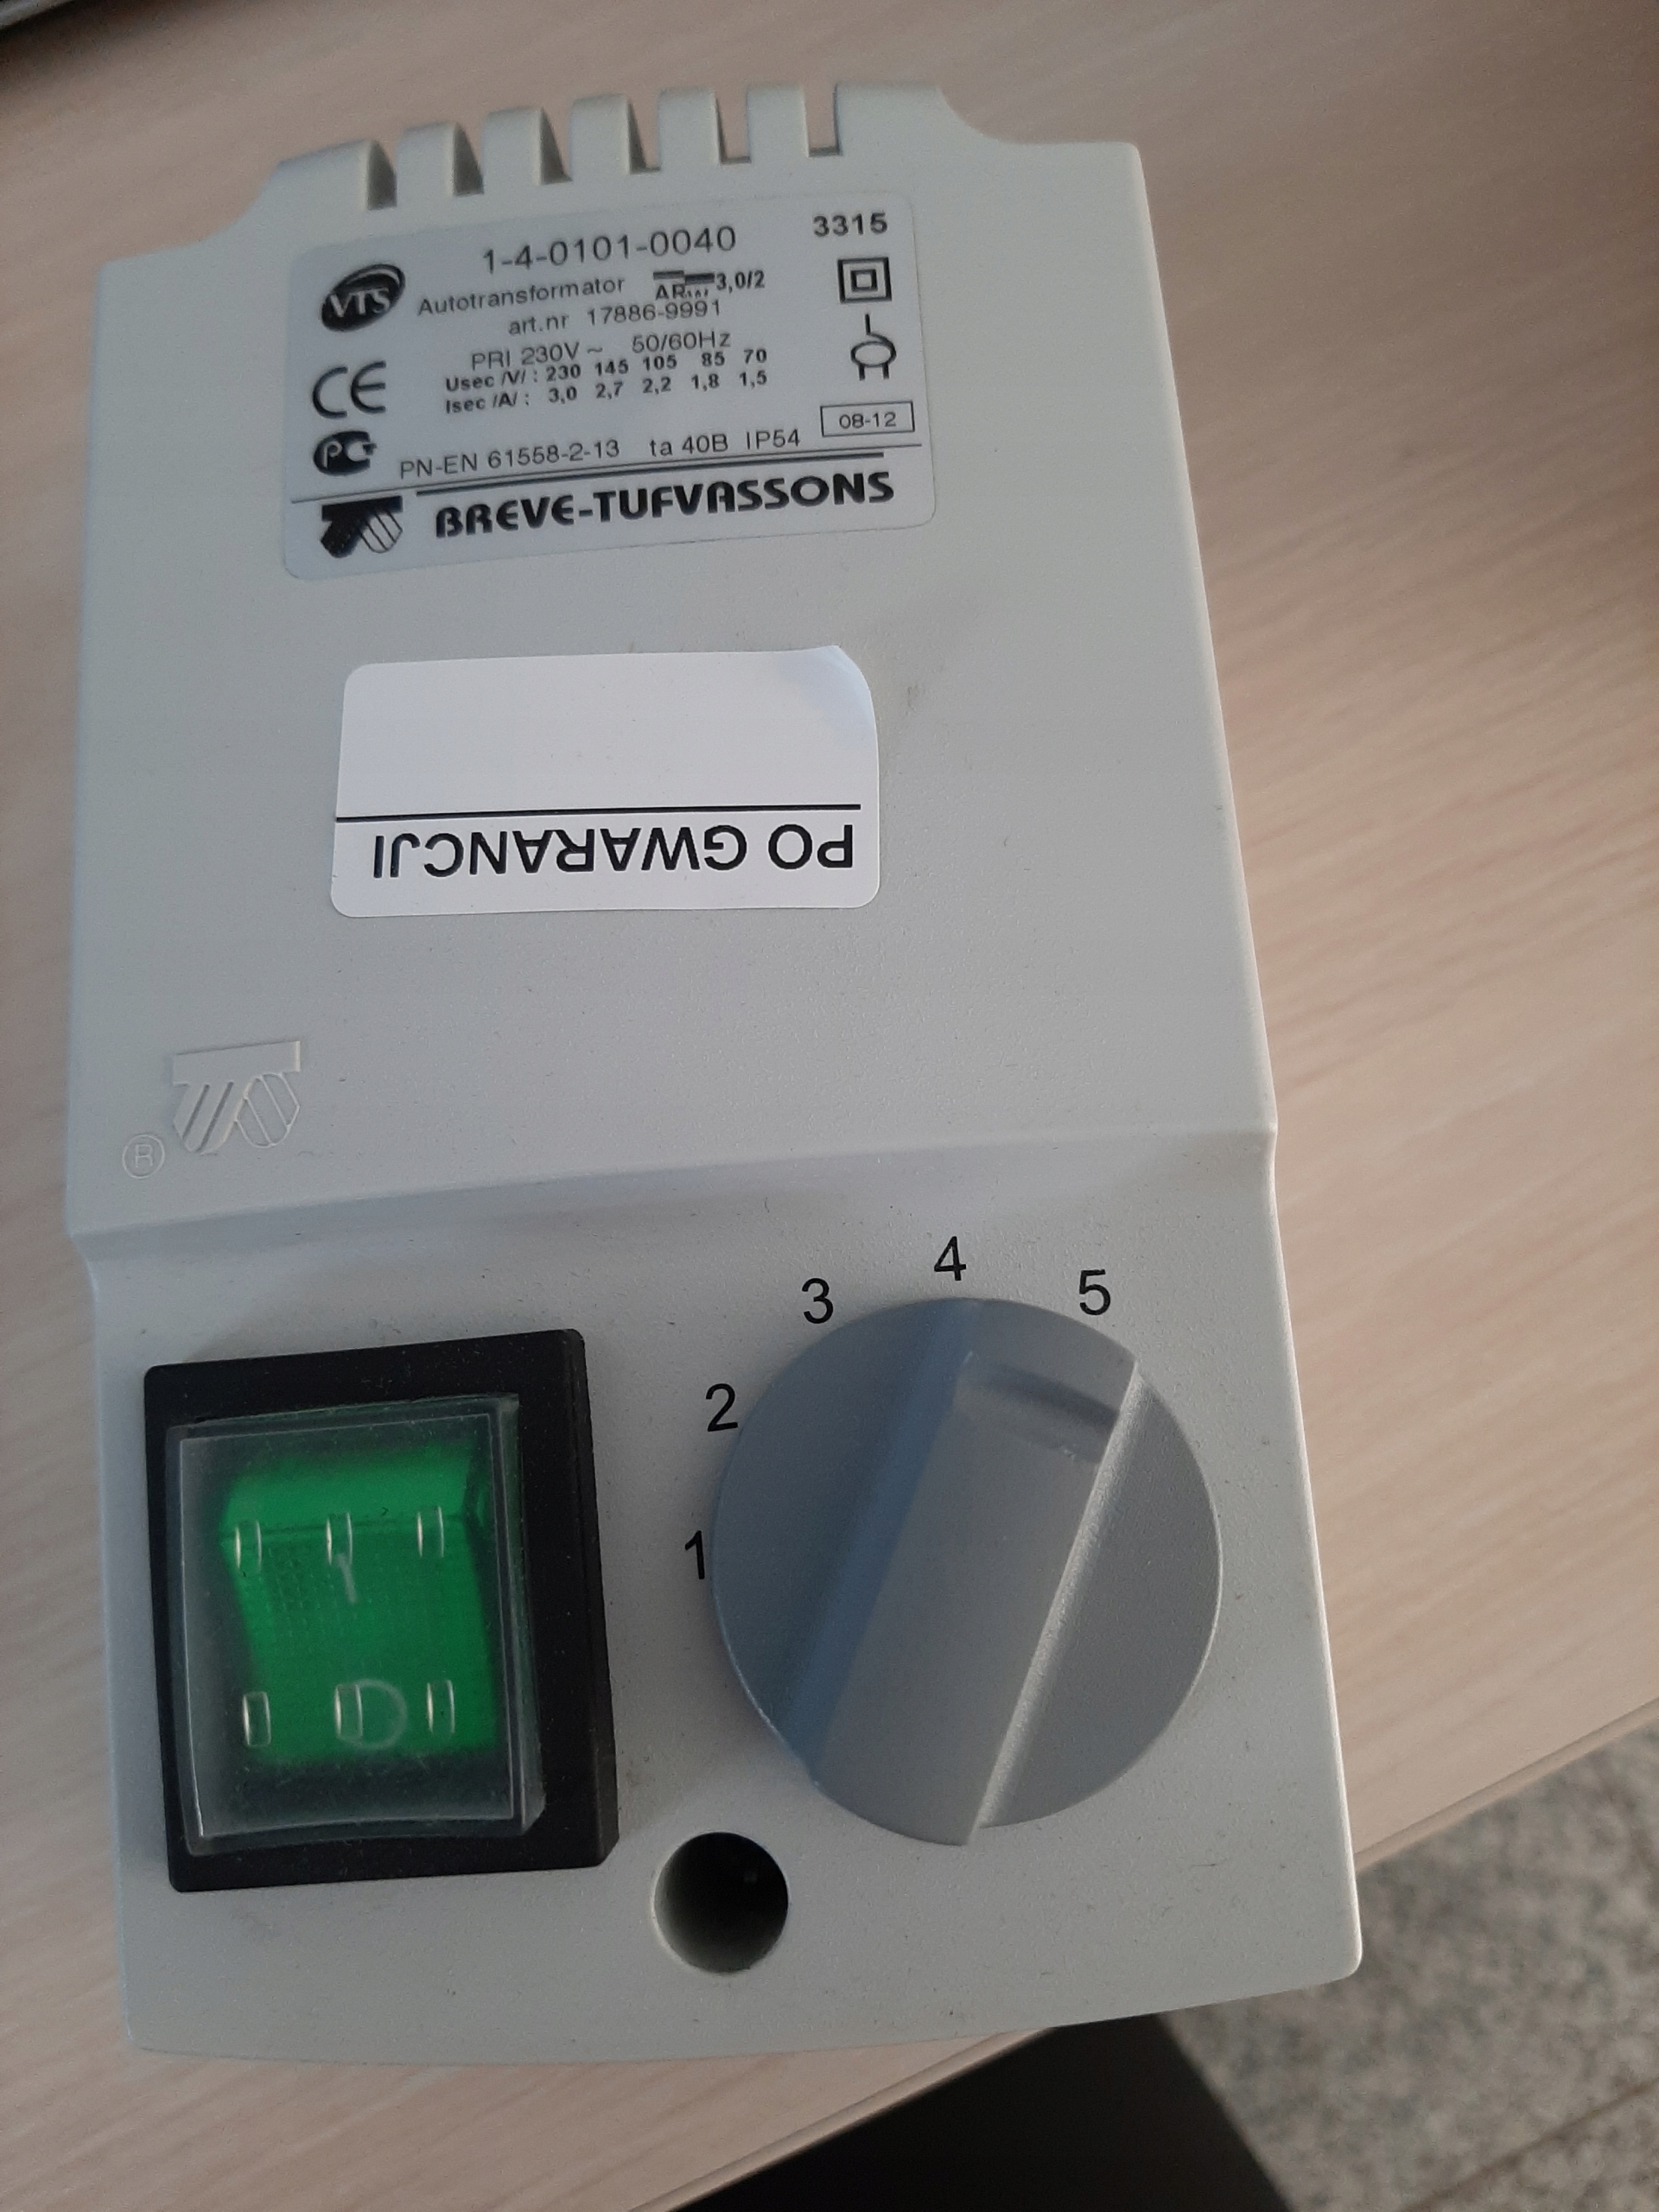 1-4-0101-0040
3315
VTS
Autotransformator
3,0/2
art.nr 17886-9991
CE
PRI 230V ~ 50/60Hz
Usec /V/ : 230 145 105 85 70
Isec /A/ : 3,0 2,7 2,2 1,8 1,5
08-12
PN-EN 61558-2-13 ta 40B IP54
BREVE-TUFVASSONS
PO GWARANCJI
®
1
2
3
4
5